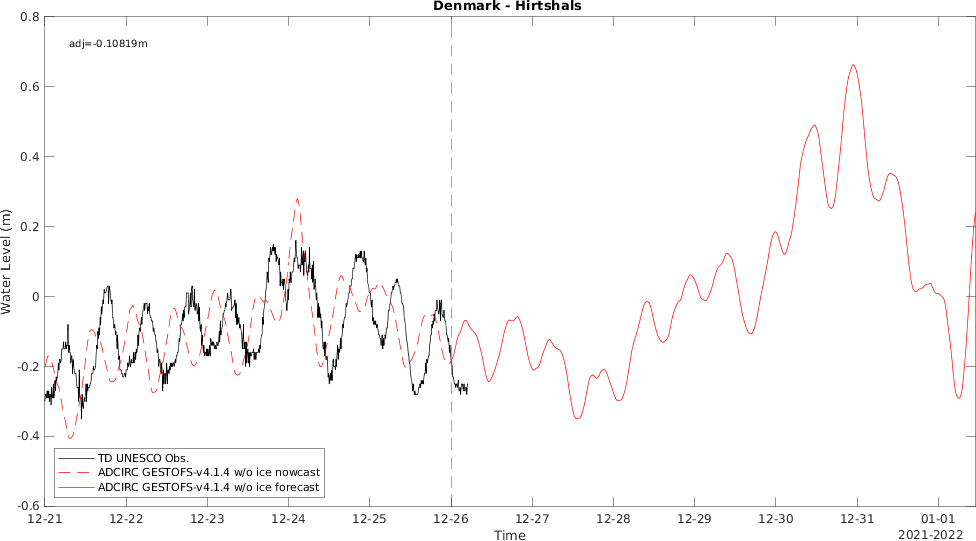 Denmark - Hirtshals
adj=-0.10819m
0.8
0.6
0.4
0.2
0
-0.2
-0.4
-0.6
Water Level (m)
TD UNESCO Obs.
ADCIRC GESTOFS-v4.1.4 w/o ice nowcast
ADCIRC GESTOFS-v4.1.4 w/o ice forecast
12-21 12-22 12-23 12-24 12-25 12-26 12-27 12-28 12-29 12-30 12-31 01-01
Time
2021-2022